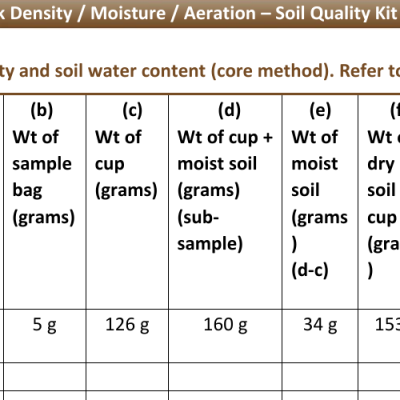 k Density / Moisture / Aeration – Soil Quality Kit
ty and soil water content (core method). Refer to
(b) (c) (d) (e) (f
Wt of Wt of Wt of cup + Wt of Wt
sample cup moist soil moist dry
bag (grams) (grams) soil soil
(grams) (sub- (grams cup
sample) ) (gra
(d-c) )
5 g 126 g 160 g 34 g 153